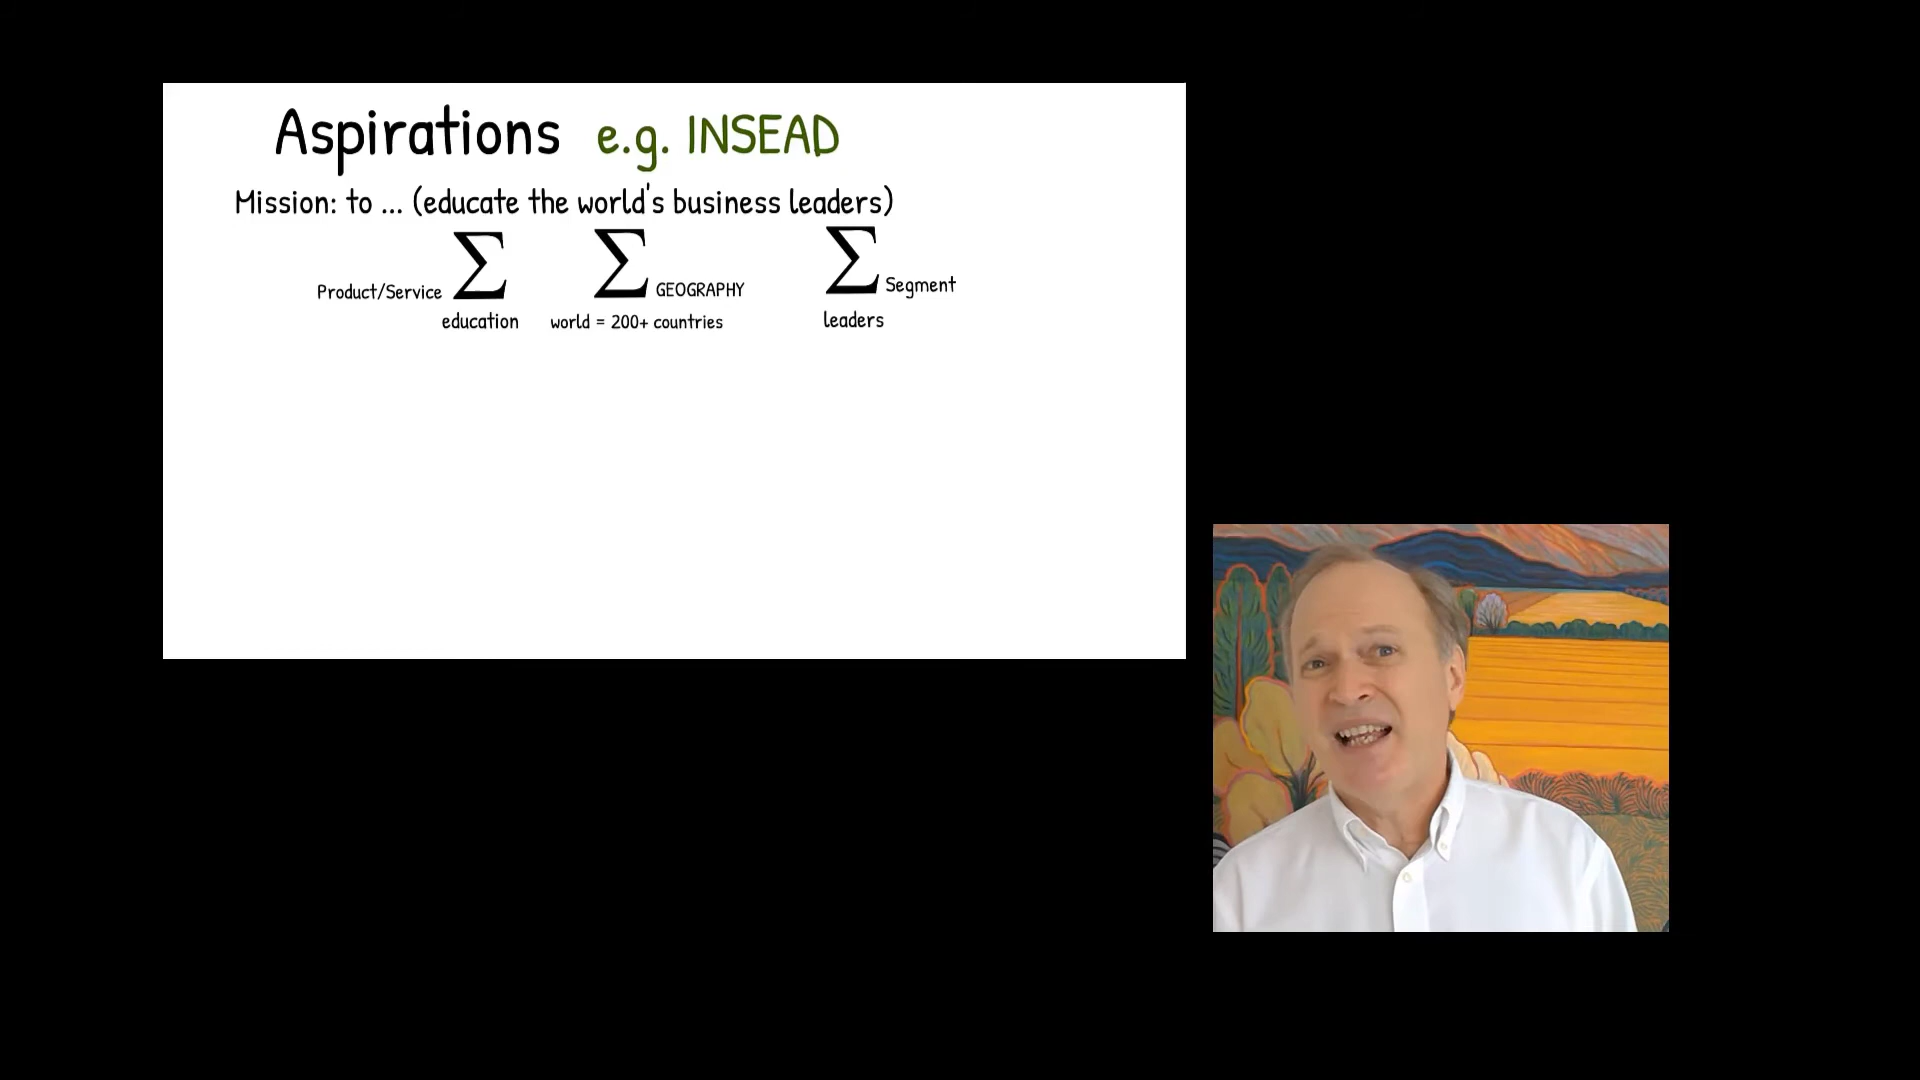 Aspirations e.g. INSEAD
Mission: to ... (educate the world's business leaders)
Product/Service Σ Σ GEOGRAPHY Σ Segment
education world = 200+ countries leaders